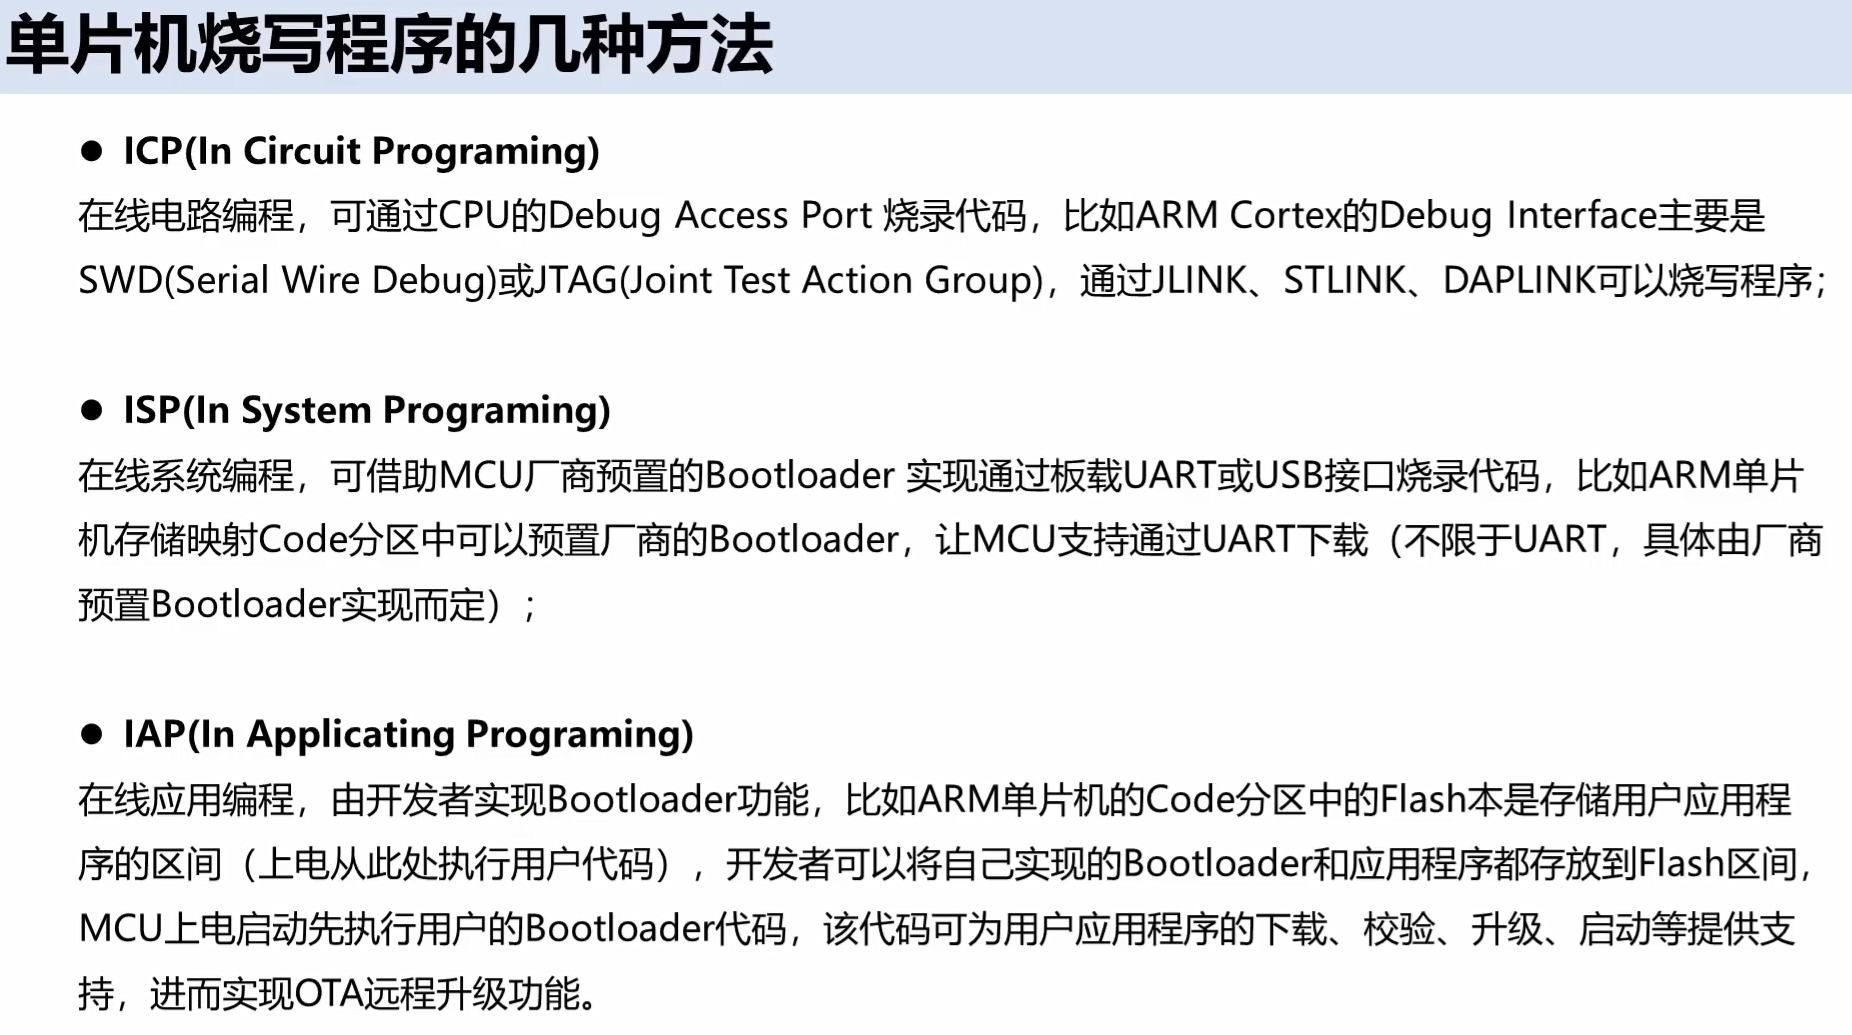 单片机烧写程序的几种方法
● ICP(In Circuit Programing)
在线电路编程，可通过CPU的Debug Access Port 烧录代码，比如ARM Cortex的Debug Interface主要是
SWD(Serial Wire Debug)或JTAG(Joint Test Action Group)，通过JLINK、STLINK、DAPLINK可以烧写程序；
● ISP(In System Programing)
在线系统编程，可借助MCU厂商预置的Bootloader 实现通过板载UART或USB接口烧录代码，比如ARM单片
机存储映射Code分区中可以预置厂商的Bootloader，让MCU支持通过UART下载（不限于UART，具体由厂商
预置Bootloader实现而定）；
● IAP(In Applicating Programing)
在线应用编程，由开发者实现Bootloader功能，比如ARM单片机的Code分区中的Flash本是存储用户应用程
序的区间（上电从此处执行用户代码），开发者可以将自己实现的Bootloader和应用程序都存放到Flash区间，
MCU上电启动先执行用户的Bootloader代码，该代码可为用户应用程序的下载、校验、升级、启动等提供支
持，进而实现OTA远程升级功能。